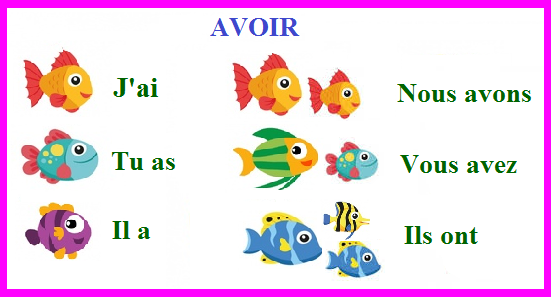 AVOIR
J'ai
Nous avons
Tu as
Vous avez
Il a
Ils ont